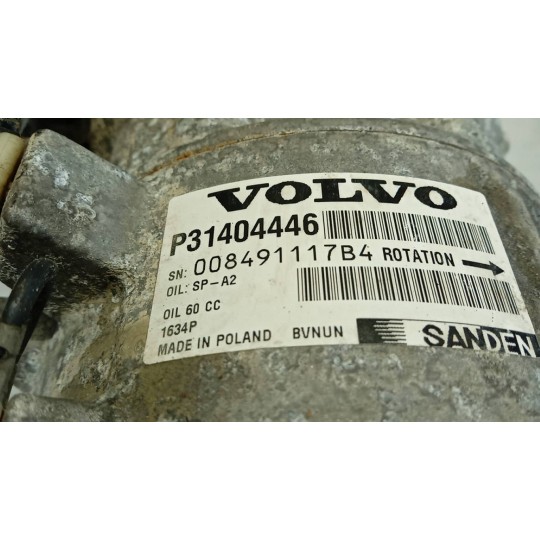 VOLVO
P31404446
SN: 008491117B4 ROTATION →
OIL: SP-A2
OIL 60 CC
1634P
MADE IN POLAND BVNUN SANDEN